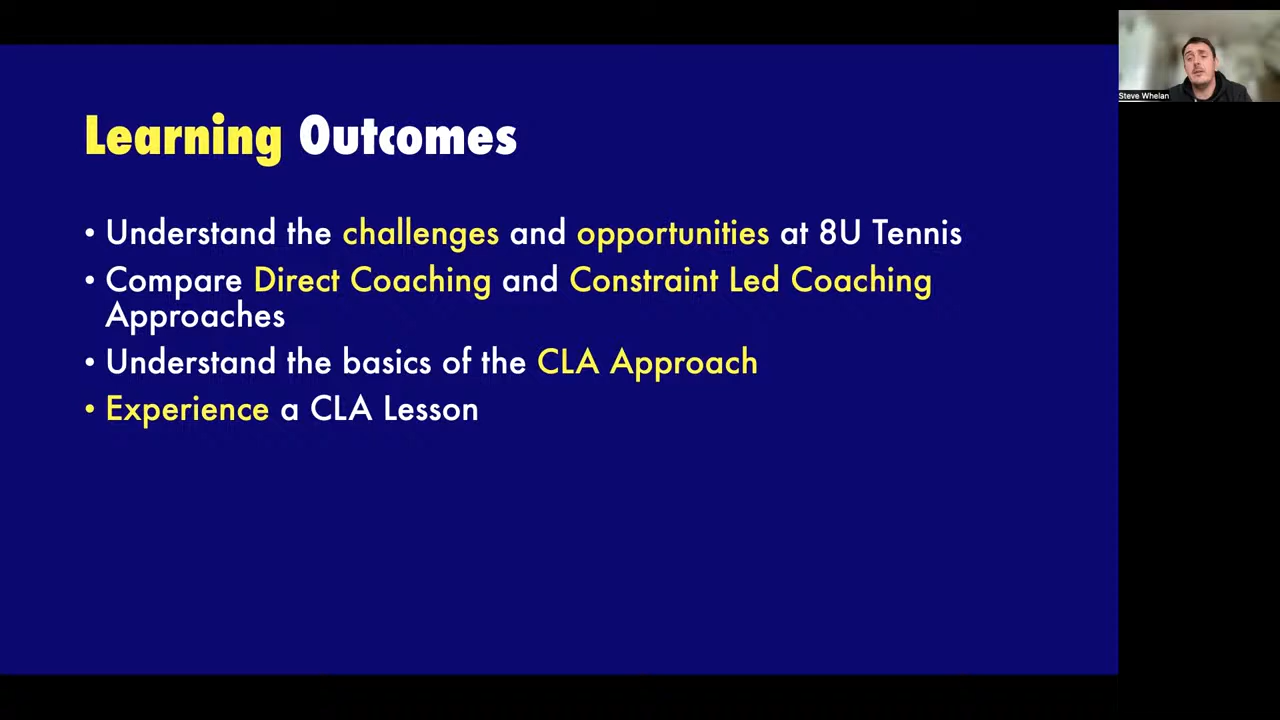 Learning Outcomes
• Understand the challenges and opportunities at 8U Tennis
• Compare Direct Coaching and Constraint Led Coaching
Approaches
• Understand the basics of the CLA Approach
• Experience a CLA Lesson
Steve Whelan